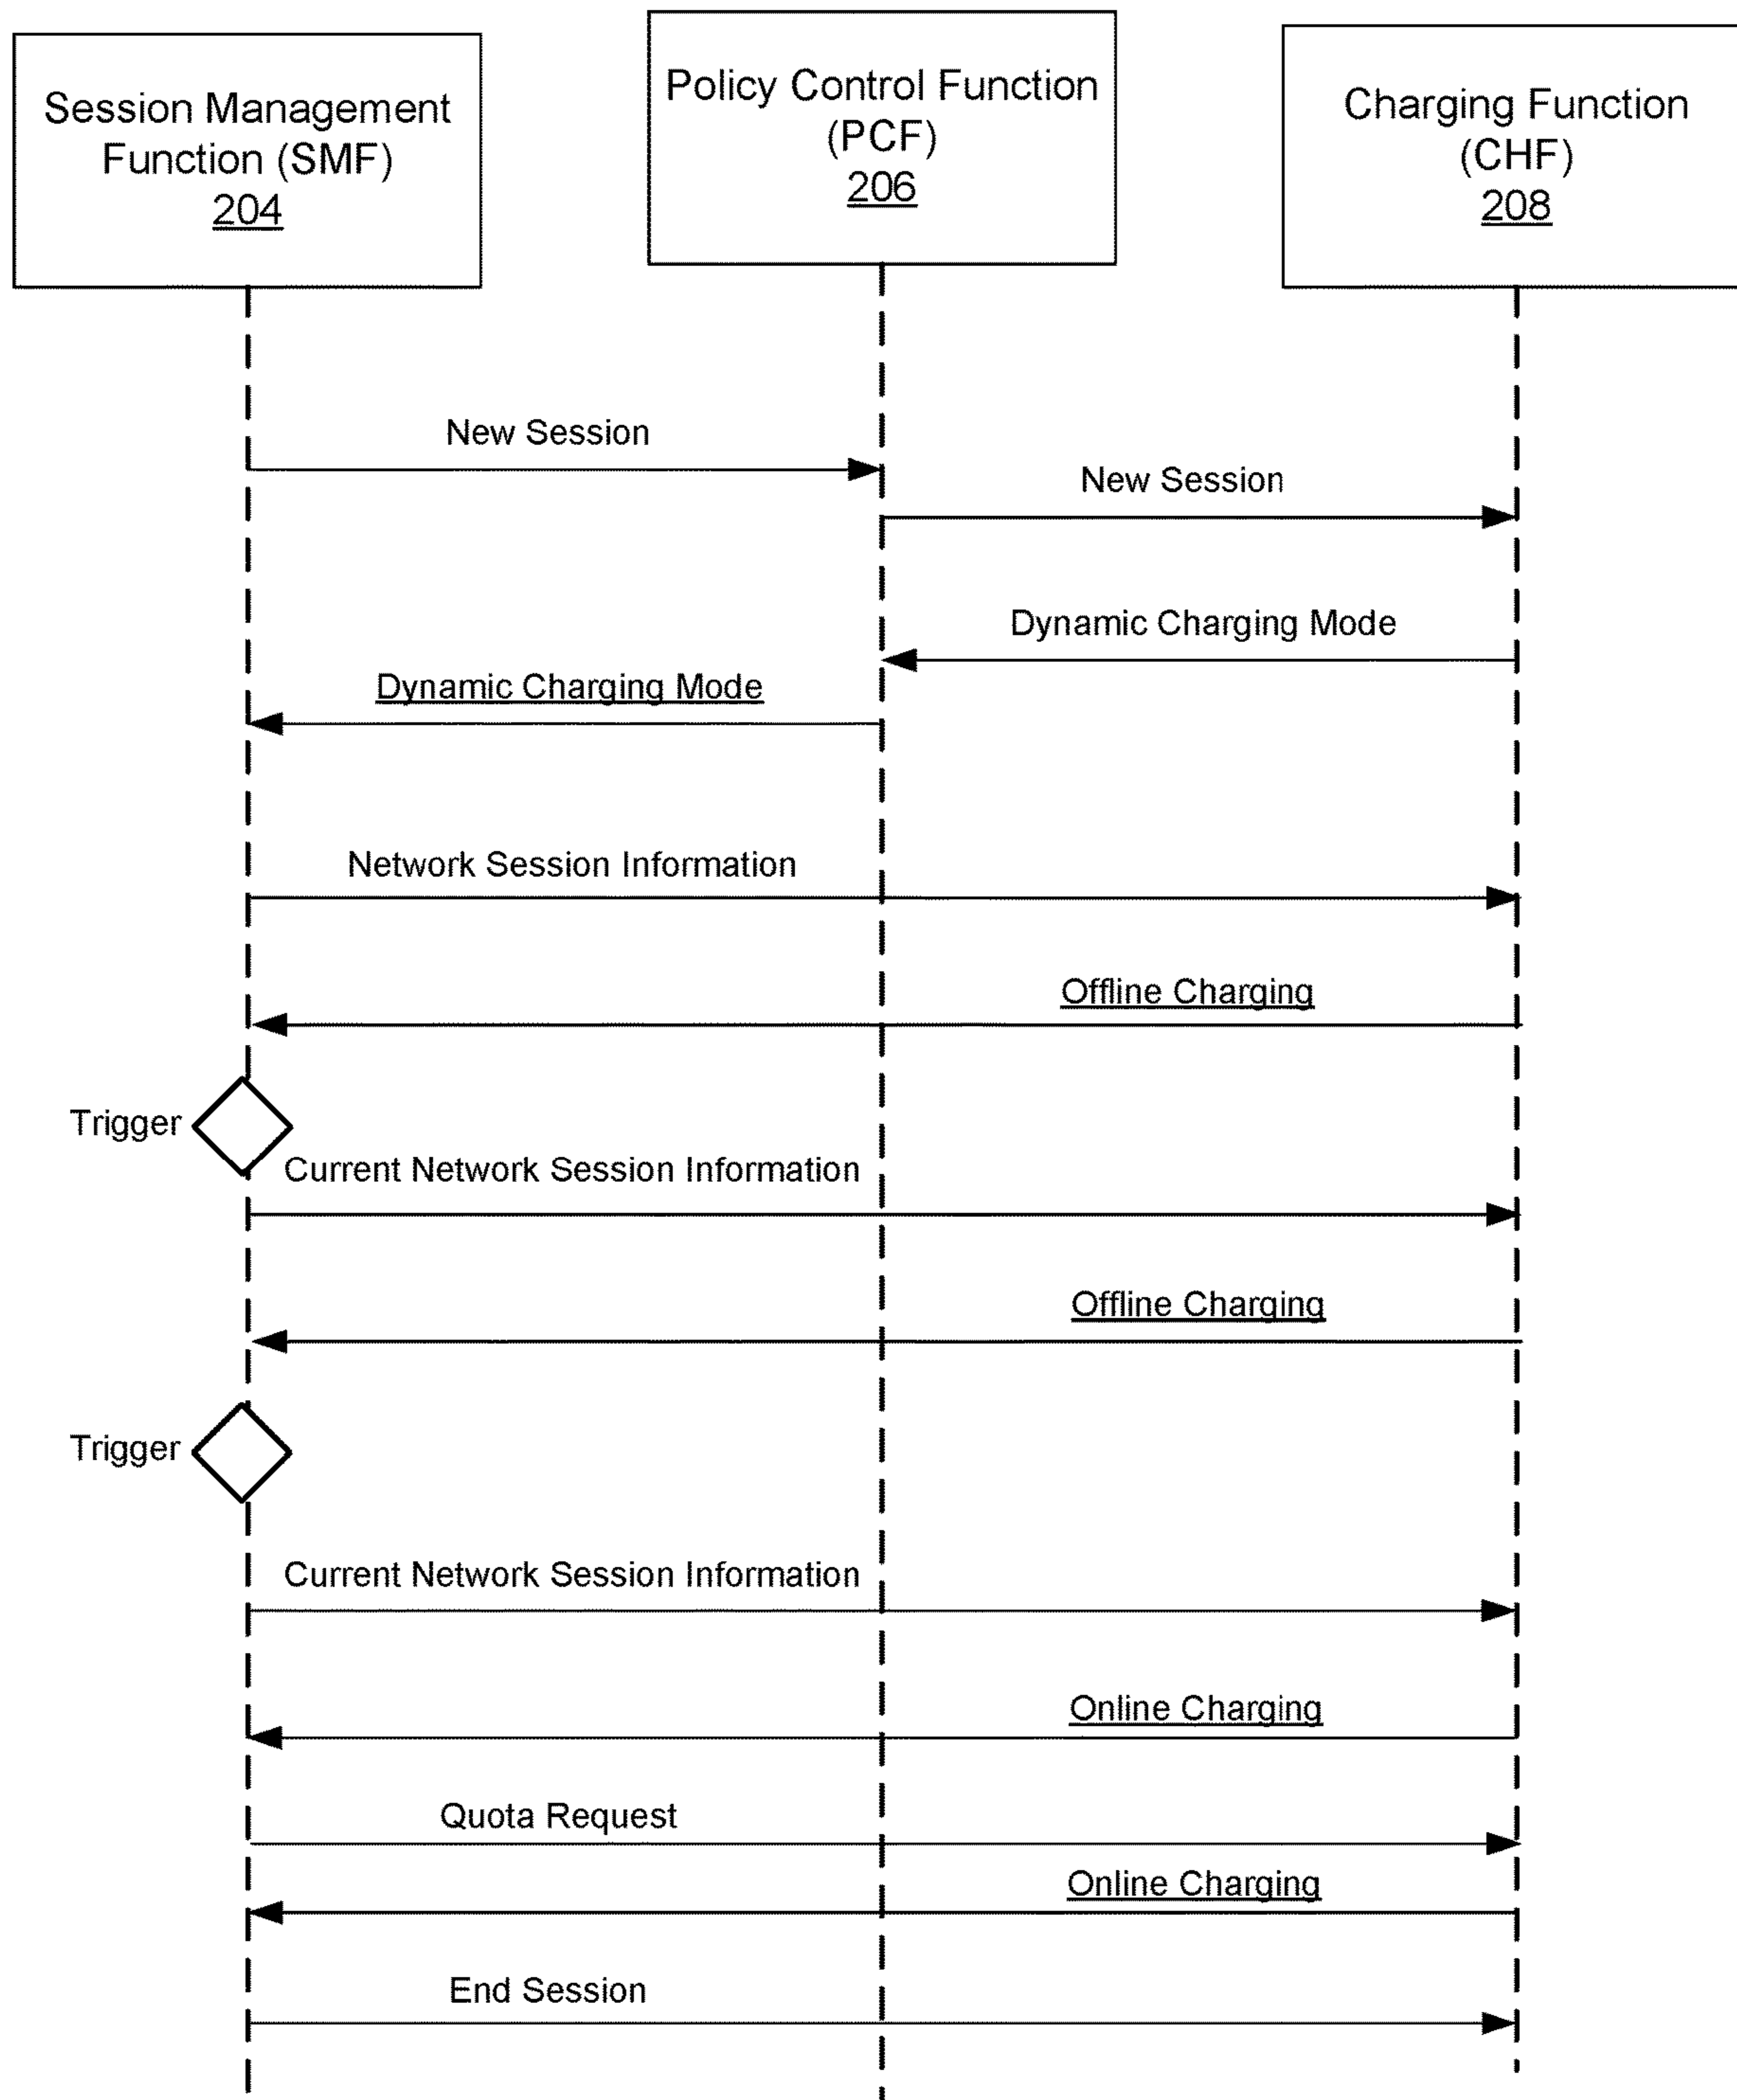 Session Management
Function (SMF)
204
Policy Control Function
(PCF)
206
Charging Function
(CHF)
208
New Session
New Session
Dynamic Charging Mode
Dynamic Charging Mode
Network Session Information
Offline Charging
Trigger
Current Network Session Information
Offline Charging
Trigger
Current Network Session Information
Online Charging
Quota Request
Online Charging
End Session